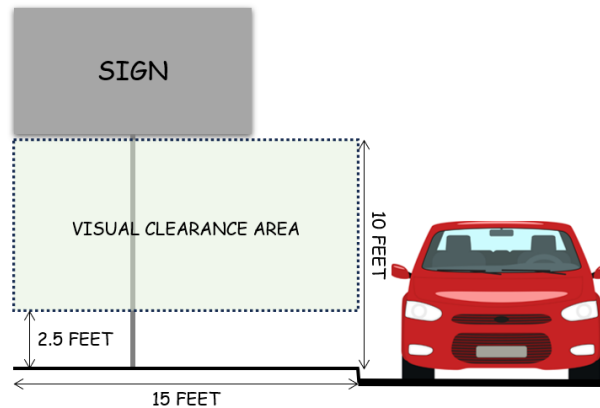 SIGN
VISUAL CLEARANCE AREA
10 FEET
2.5 FEET
15 FEET